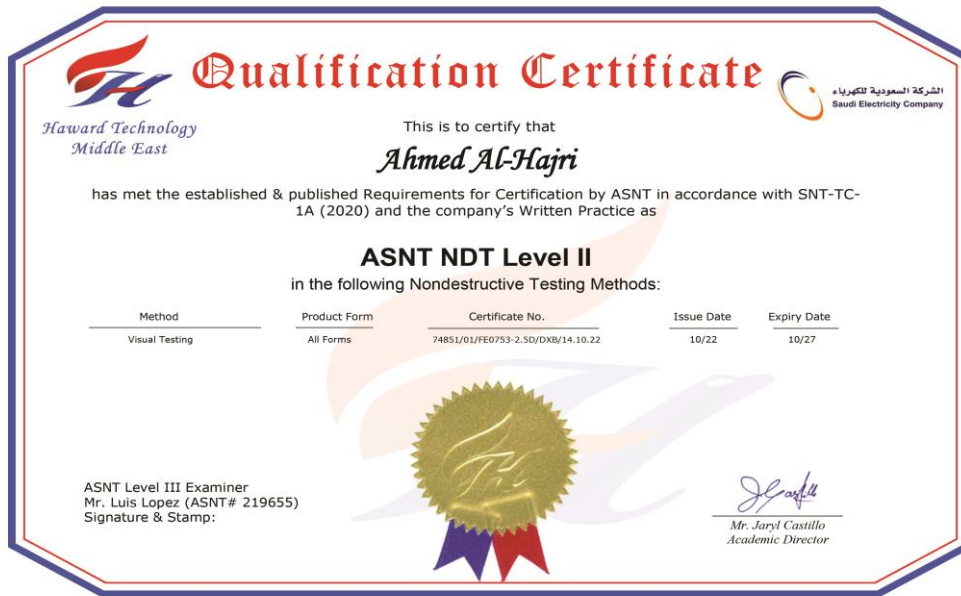 Qualification Certificate
Haward Technology
Middle East
الشركة السعودية للكهرباء
Saudi Electricity Company
This is to certify that
Ahmed Al-Hajri
has met the established & published Requirements for Certification by ASNT in accordance with SNT-TC-
1A (2020) and the company's Written Practice as
ASNT NDT Level II
in the following Nondestructive Testing Methods:
Method Product Form Certificate No. Issue Date Expiry Date
Visual Testing All Forms 74851/01/FE0753-2.5D/DXB/14.10.22 10/22 10/27
ASNT Level III Examiner
Mr. Luis Lopez (ASNT# 219655)
Signature & Stamp:
Mr. Jaryl Castillo
Academic Director